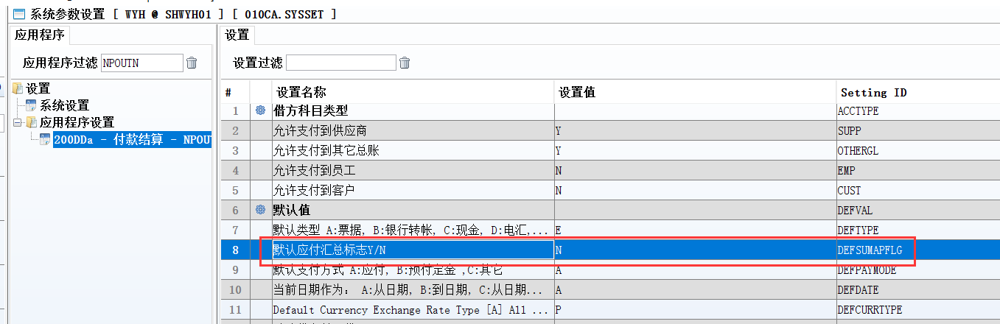 系统参数设置 [ WYH @ SHWYH01 ] [ 010CA.SYSSET ]
应用程序
应用程序过滤 NPOUTN
设置
系统设置
应用程序设置
200DDa - 付款结算 - NPOU
设置
设置过滤
# 设置名称 设置值 Setting ID
1 借方科目类型 ACCTYPE
2 允许支付到供应商 Y SUPP
3 允许支付到其它总账 Y OTHERGL
4 允许支付到员工 N EMP
5 允许支付到客户 N CUST
6 默认值 DEFVAL
7 默认类型 A:票据, B:银行转帐, C:现金, D:电汇,... E DEFTYPE
8 默认应付汇总标志Y/N N DEFSUMAPFLG
9 默认支付方式 A:应付, B:预付定金 ,C:其它 A DEFPAYMODE
10 当前日期作为: A:从日期, B:到日期, C:从日期... A DEFDATE
11 Default Currency Exchange Rate Type [A] All ... P DEFCURRTYPE